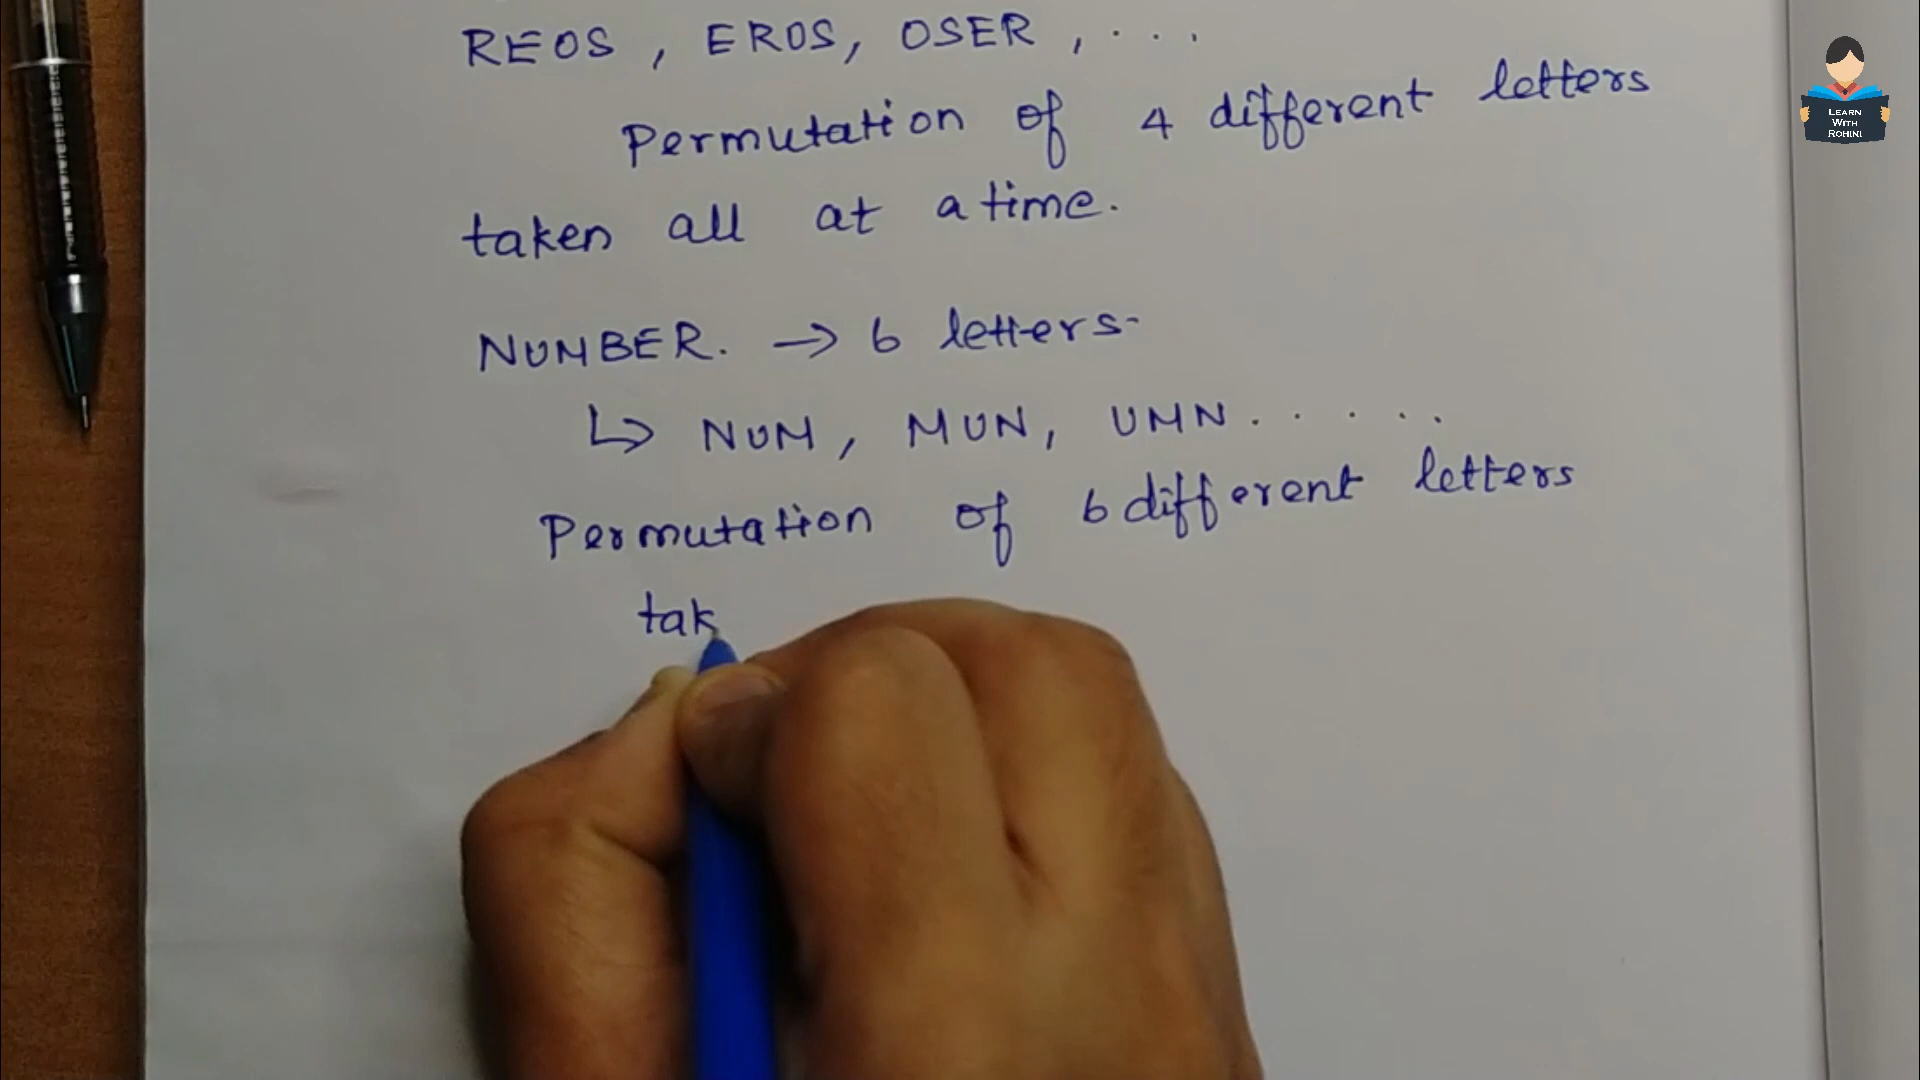 REOS , EROS, OSER , . . .
Permutation of 4 different letters
taken all at a time.
NUMBER. → 6 letters.
↳ NUM, MUN, UMN . . . . .
Permutation of 6 different letters
tak
LEARN
WITH
ROHINI